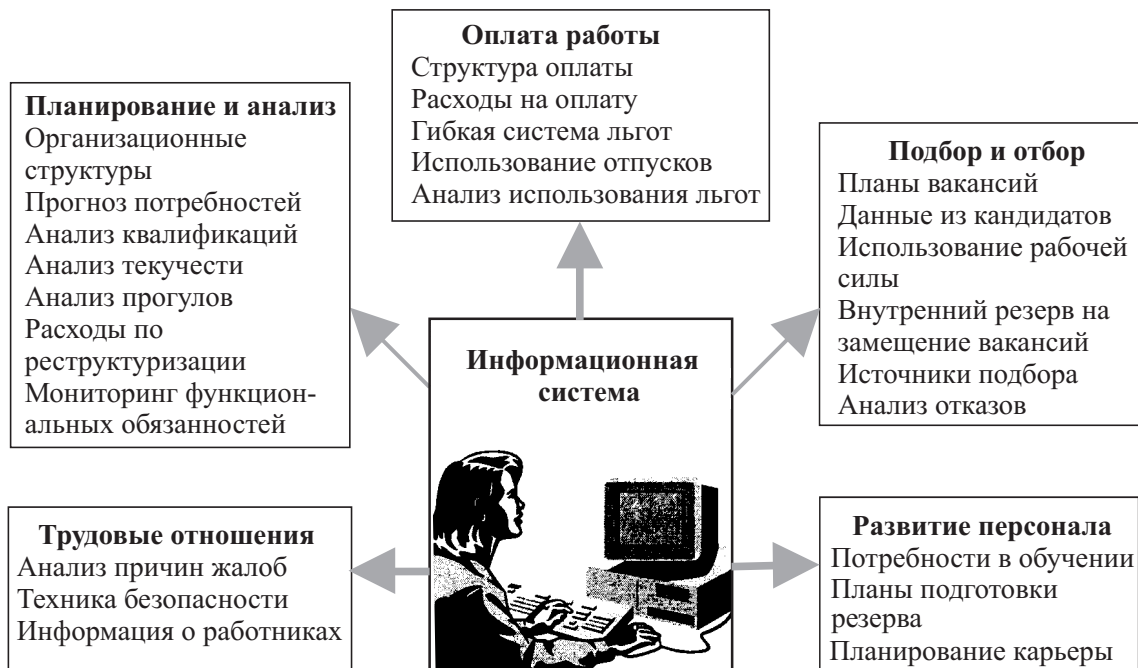 Оплата работы
Структура оплаты
Расходы на оплату
Гибкая система льгот
Использование отпусков
Анализ использования льгот
Планирование и анализ
Организационные
структуры
Прогноз потребностей
Анализ квалификаций
Анализ текучести
Анализ прогулов
Расходы по
реструктуризации
Мониторинг функцион-
альных обязанностей
Подбор и отбор
Планы вакансий
Данные из кандидатов
Использование рабочей
силы
Внутренний резерв на
замещение вакансий
Источники подбора
Анализ отказов
Информационная
система
Трудовые отношения
Анализ причин жалоб
Техника безопасности
Информация о работниках
Развитие персонала
Потребности в обучении
Планы подготовки
резерва
Планирование карьеры